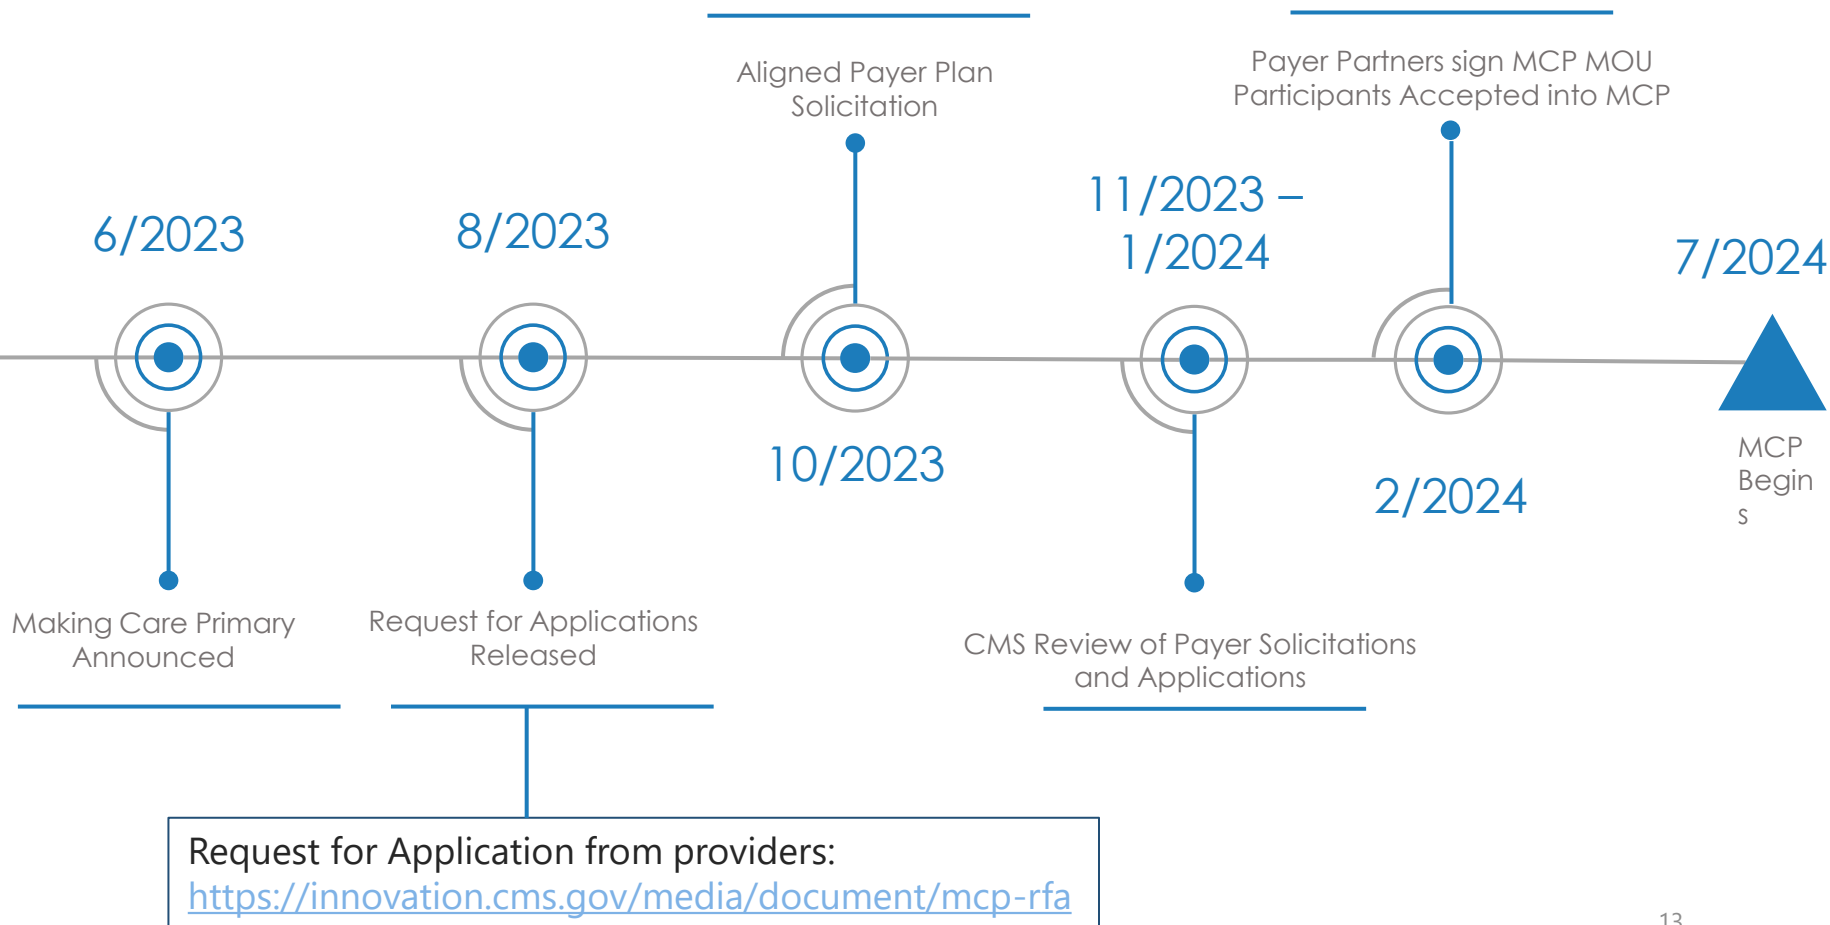 Aligned Payer Plan
Solicitation
Payer Partners sign MCP MOU
Participants Accepted into MCP
6/2023
8/2023
11/2023 –
1/2024
7/2024
10/2023
2/2024
MCP
Begin
s
Making Care Primary
Announced
Request for Applications
Released
CMS Review of Payer Solicitations
and Applications
Request for Application from providers:
https://innovation.cms.gov/media/document/mcp-rfa
13